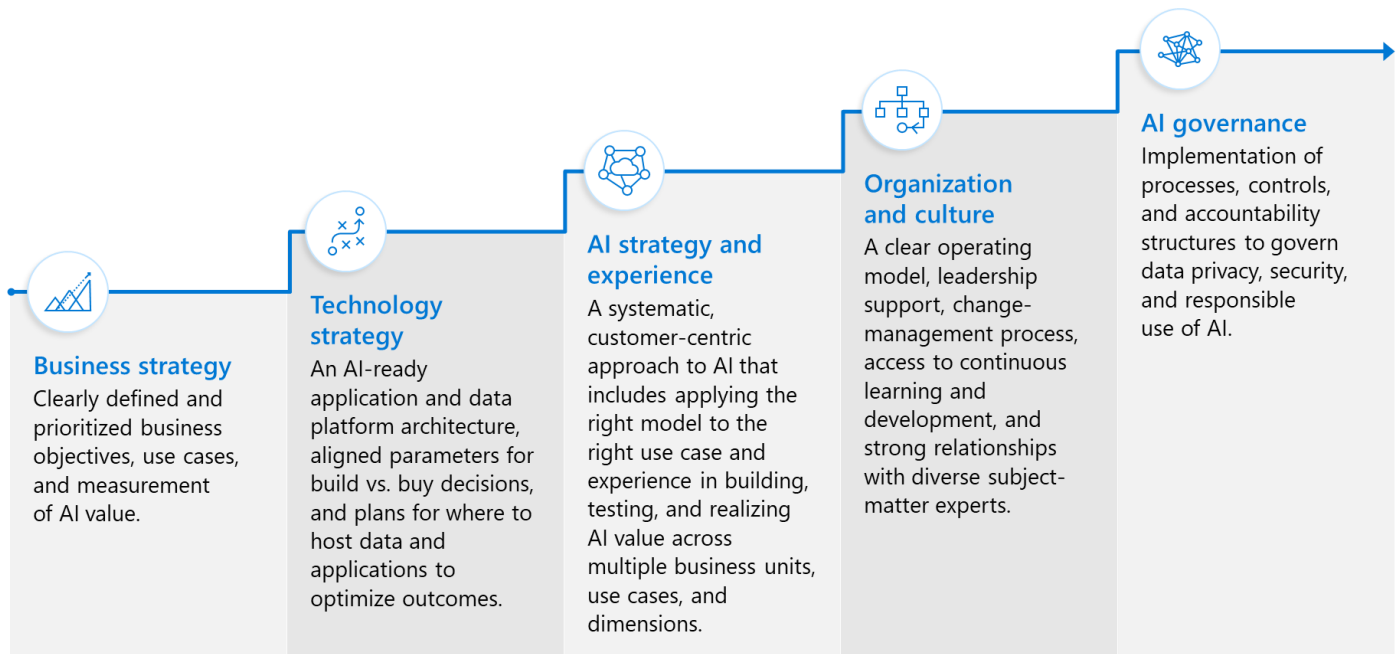 Business strategy
Clearly defined and
prioritized business
objectives, use cases,
and measurement
of AI value.
Technology
strategy
An AI-ready
application and data
platform architecture,
aligned parameters for
build vs. buy decisions,
and plans for where to
host data and
applications to
optimize outcomes.
AI strategy and
experience
A systematic,
customer-centric
approach to AI that
includes applying the
right model to the
right use case and
experience in building,
testing, and realizing
AI value across
multiple business units,
use cases, and
dimensions.
Organization
and culture
A clear operating
model, leadership
support, change-
management process,
access to continuous
learning and
development, and
strong relationships
with diverse subject-
matter experts.
AI governance
Implementation of
processes, controls,
and accountability
structures to govern
data privacy, security,
and responsible
use of AI.